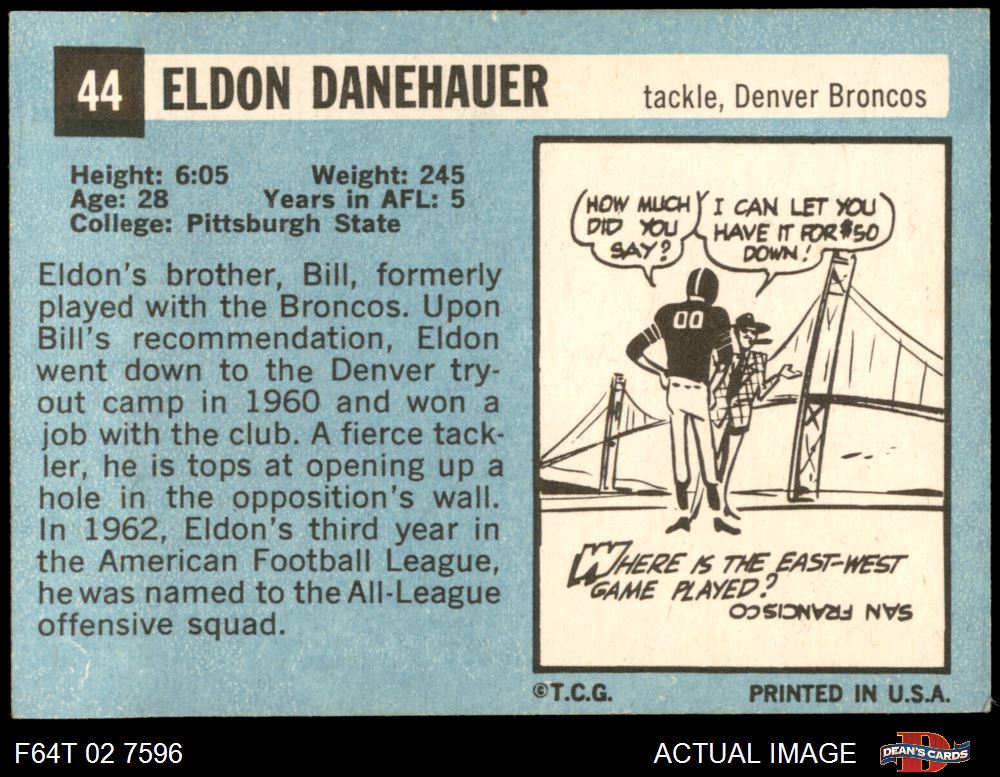 44 ELDON DANEHAUER tackle, Denver Broncos
Height: 6:05 Weight: 245
Age: 28 Years in AFL: 5
College: Pittsburgh State
Eldon's brother, Bill, formerly
played with the Broncos. Upon
Bill's recommendation, Eldon
went down to the Denver try-
out camp in 1960 and won a
job with the club. A fierce tack-
ler, he is tops at opening up a
hole in the opposition's wall.
In 1962, Eldon's third year in
the American Football League,
he was named to the All-League
offensive squad.
HOW MUCH
DID YOU
SAY?
I CAN LET YOU
HAVE IT FOR $50
DOWN!
00
WHERE IS THE EAST-WEST
GAME PLAYED?
SAN FRANCISCO
©T.C.G. PRINTED IN U.S.A.
F64T 02 7596 ACTUAL IMAGE D DEAN'S CARDS